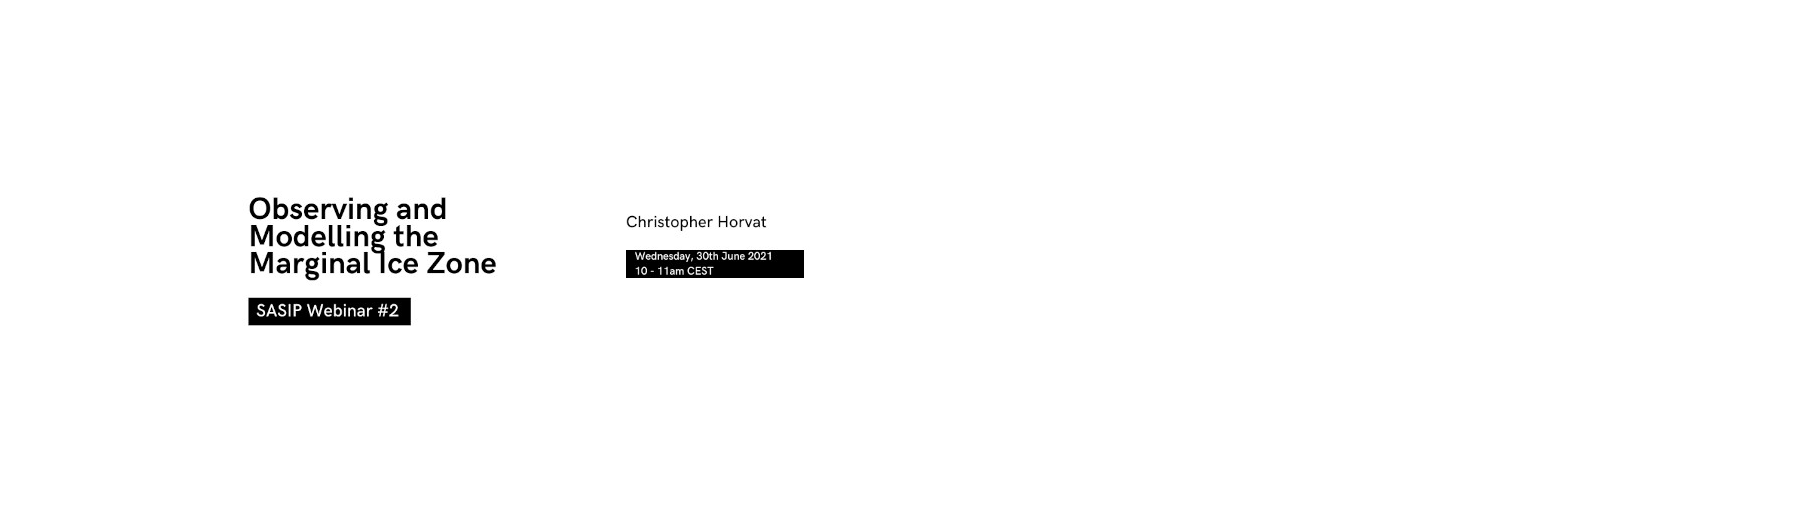 Observing and
Modelling the
Marginal Ice Zone
SASIP Webinar #2
Christopher Horvat
Wednesday, 30th June 2021
10 - 11am CEST